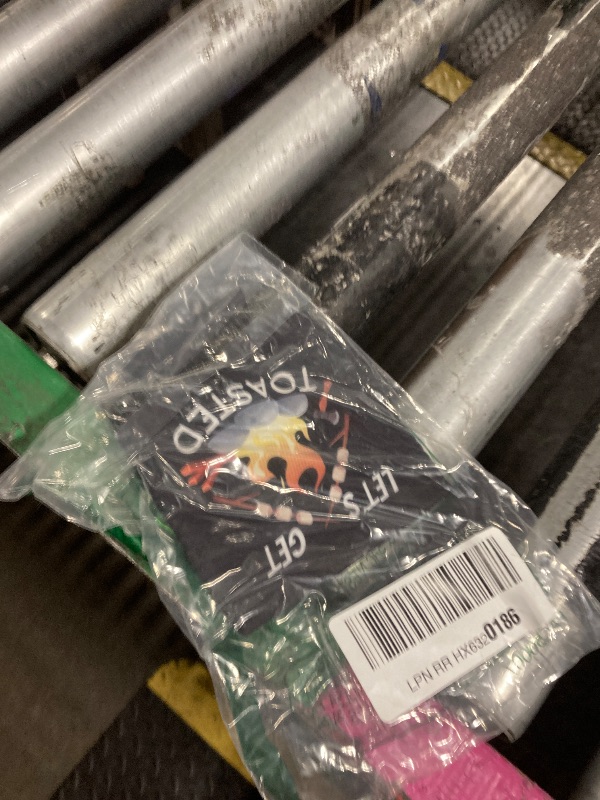 LET'S
GET
TOASTED
LPN RR HX6320186